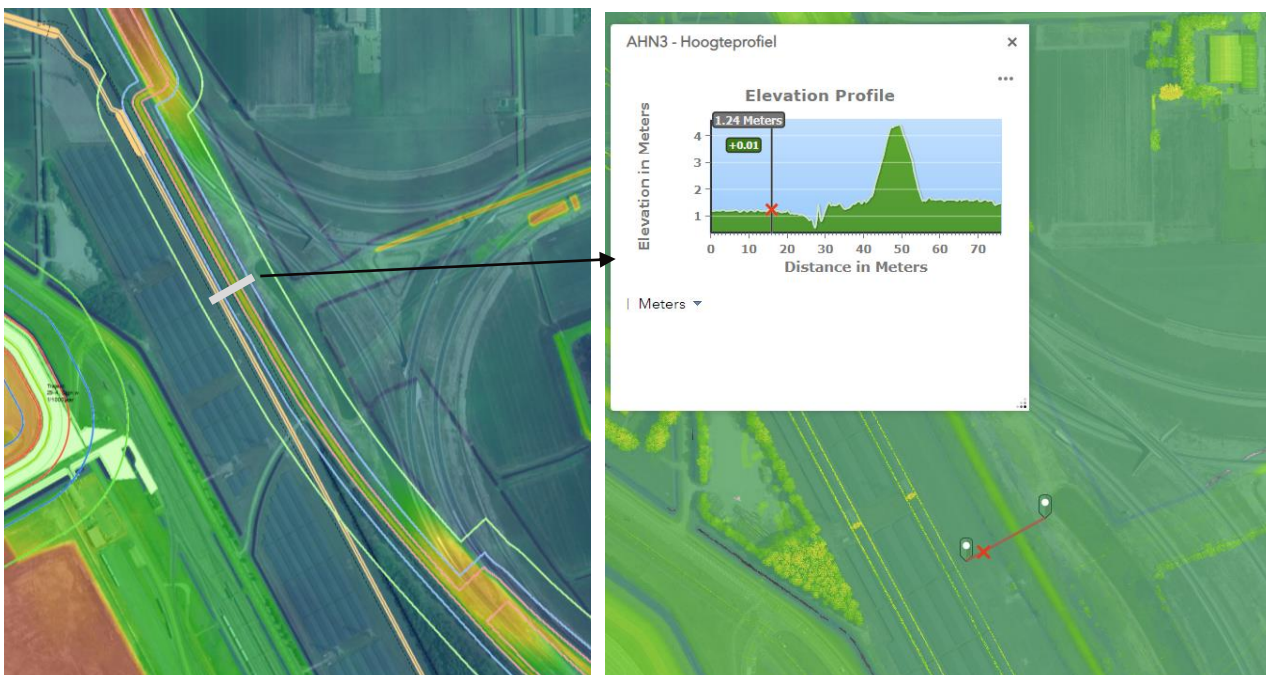 AHN3 - Hoogteprofiel
Elevation Profile
Elevation in Meters
1.24 Meters
+0.01
4
3
2
1
0 10 20 30 40 50 60 70
Distance in Meters
Meters